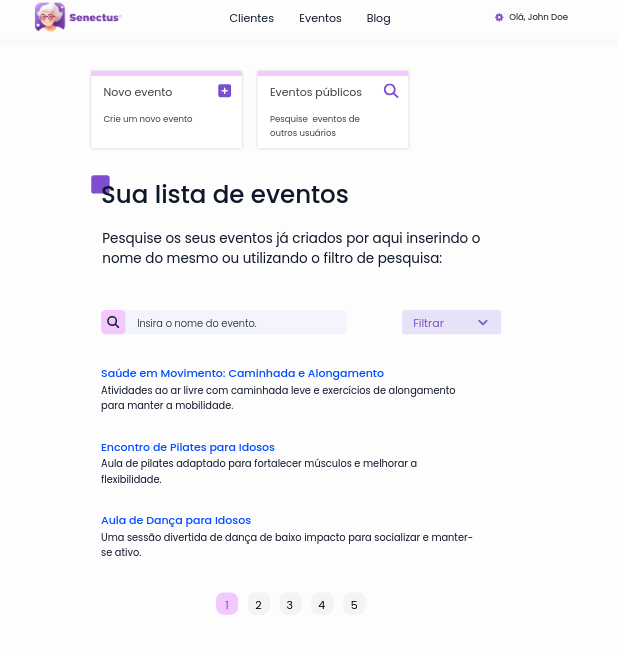 Senectus
Clientes
Eventos
Blog
Olá, John Doe
Novo evento
Crie um novo evento
Eventos públicos
Pesquise eventos de
outros usuários
Sua lista de eventos
Pesquise os seus eventos já criados por aqui inserindo o
nome do mesmo ou utilizando o filtro de pesquisa:
Insira o nome do evento.
Filtrar
Saúde em Movimento: Caminhada e Alongamento
Atividades ao ar livre com caminhada leve e exercícios de alongamento
para manter a mobilidade.
Encontro de Pilates para Idosos
Aula de pilates adaptado para fortalecer músculos e melhorar a
flexibilidade.
Aula de Dança para Idosos
Uma sessão divertida de dança de baixo impacto para socializar e manter-
se ativo.
1 2 3 4 5